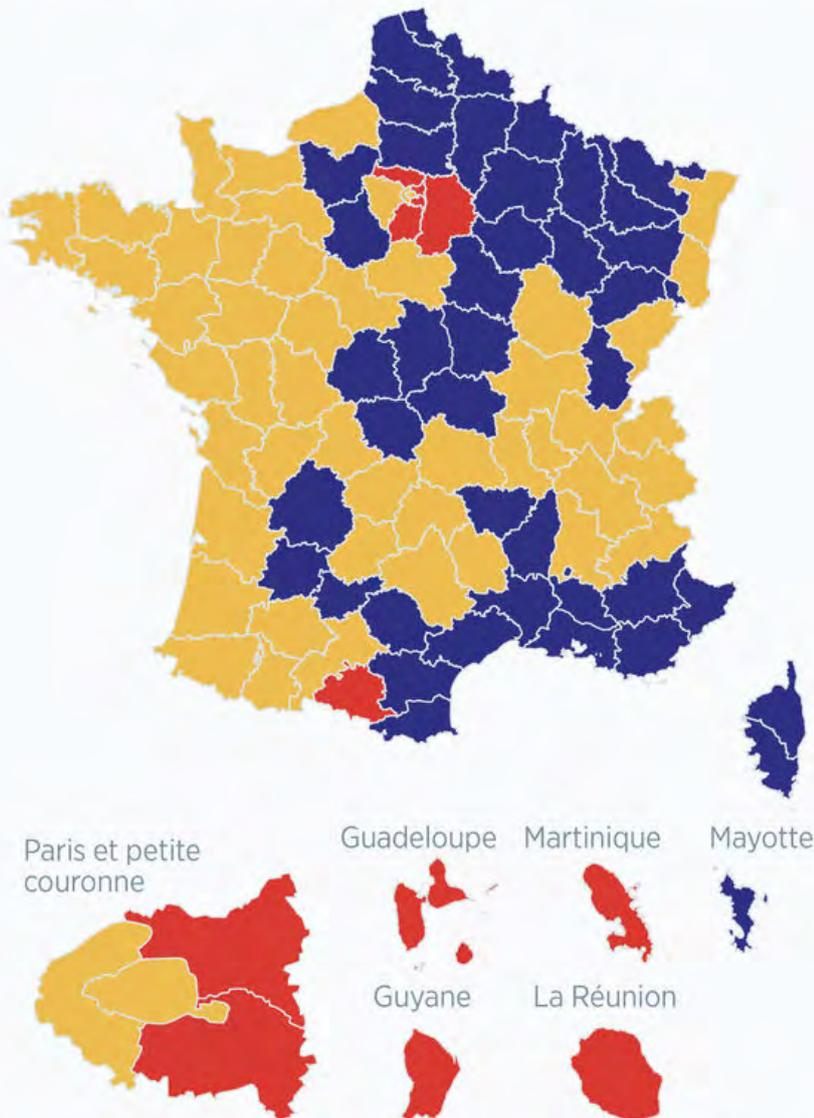 Paris et petite
couronne
Guadeloupe
Martinique
Mayotte
Guyane
La Réunion